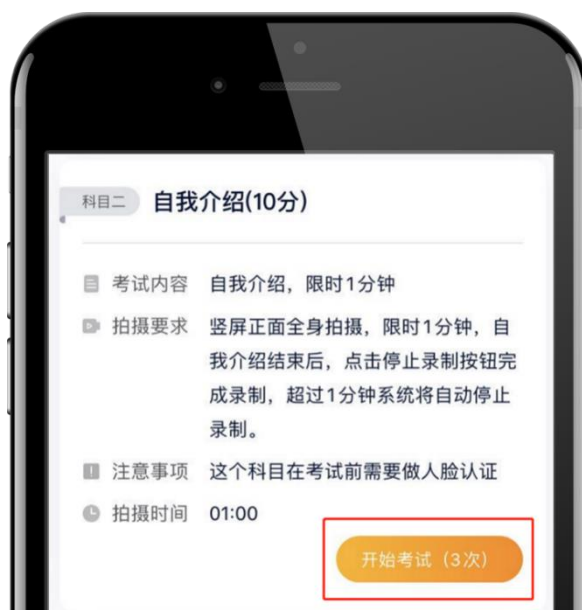 科目二 自我介绍(10分)
考试内容 自我介绍，限时1分钟
拍摄要求 竖屏正面全身拍摄，限时1分钟，自
我介绍结束后，点击停止录制按钮完
成录制，超过1分钟系统将自动停止
录制。
注意事项 这个科目在考试前需要做人脸认证
拍摄时间 01:00
开始考试（3次）